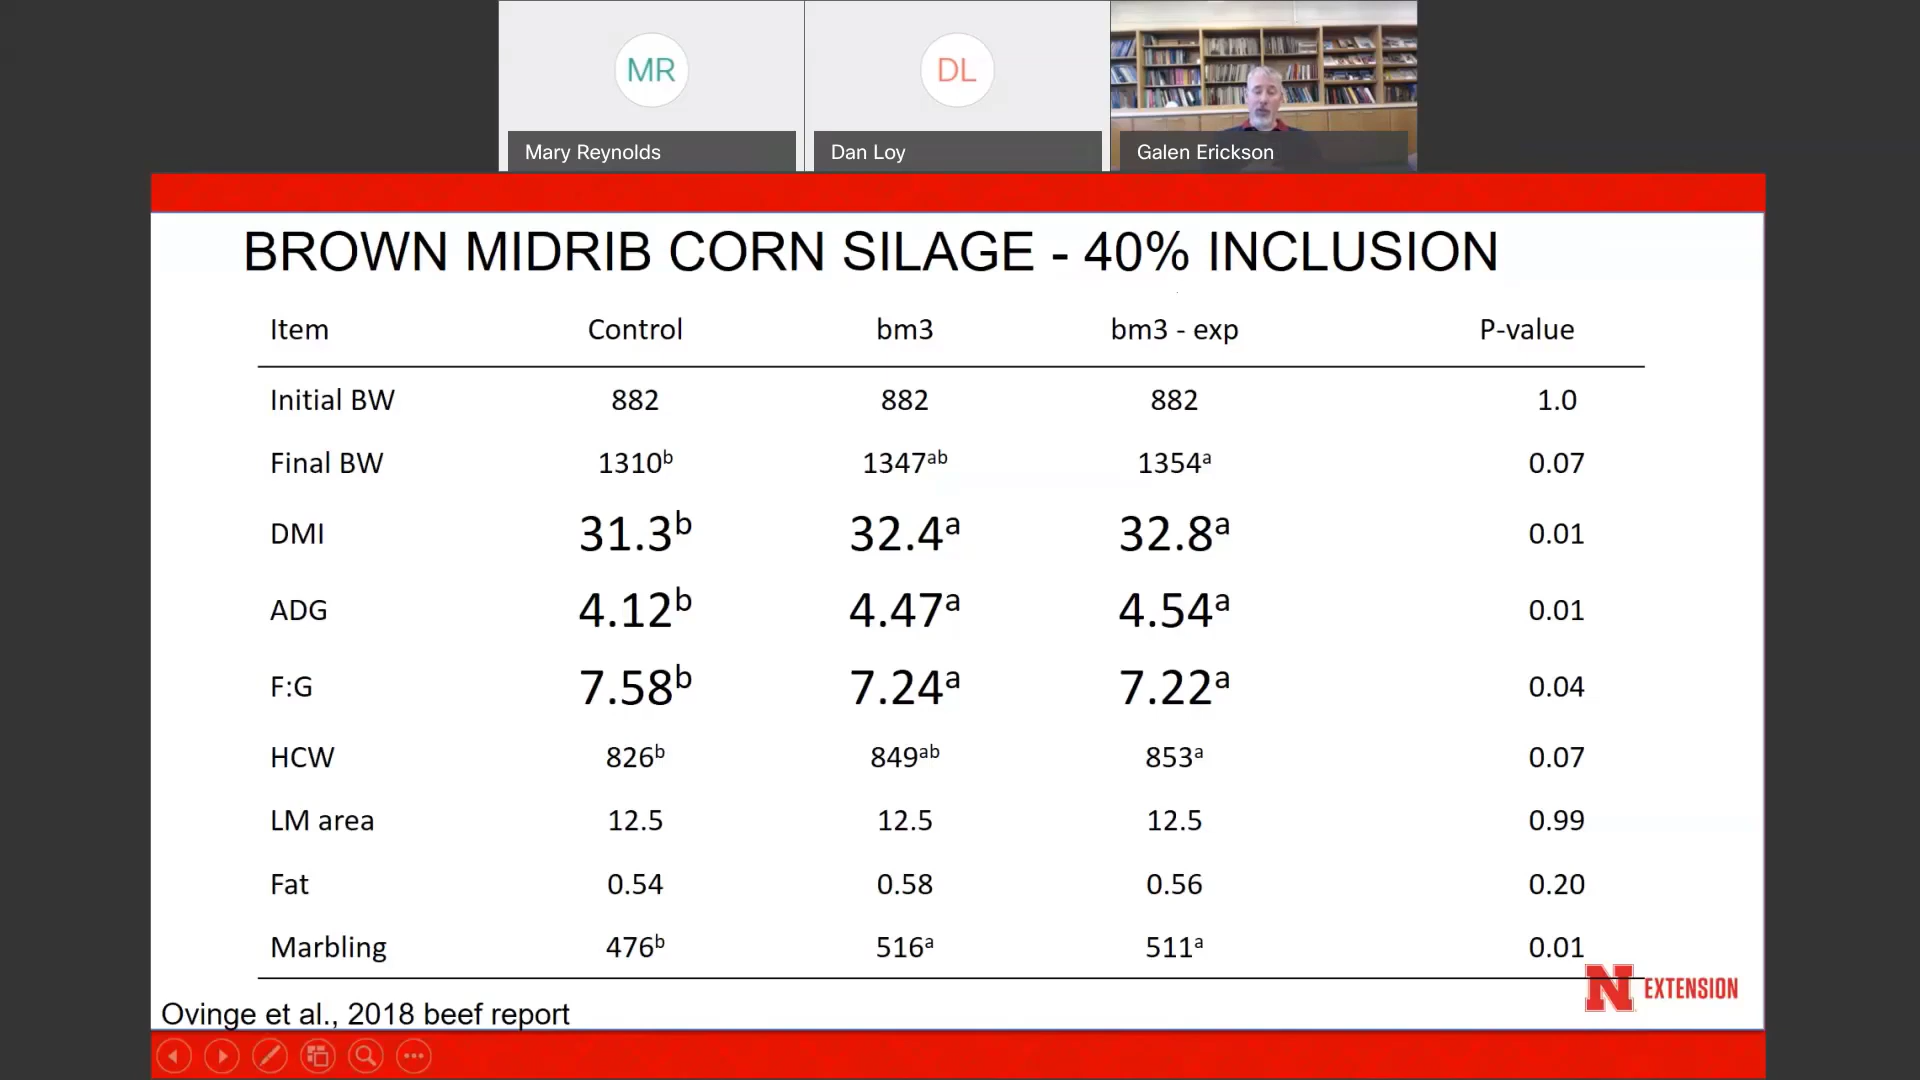 MR
DL
Mary Reynolds
Dan Loy
Galen Erickson
BROWN MIDRIB CORN SILAGE - 40% INCLUSION
Item Control bm3 bm3 - exp P-value
Initial BW 882 882 882 1.0
Final BW 1310ᵇ 1347ᵃᵇ 1354ᵃ 0.07
DMI 31.3ᵇ 32.4ᵃ 32.8ᵃ 0.01
ADG 4.12ᵇ 4.47ᵃ 4.54ᵃ 0.01
F:G 7.58ᵇ 7.24ᵃ 7.22ᵃ 0.04
HCW 826ᵇ 849ᵃᵇ 853ᵃ 0.07
LM area 12.5 12.5 12.5 0.99
Fat 0.54 0.58 0.56 0.20
Marbling 476ᵇ 516ᵃ 511ᵃ 0.01
N EXTENSION
Ovinge et al., 2018 beef report